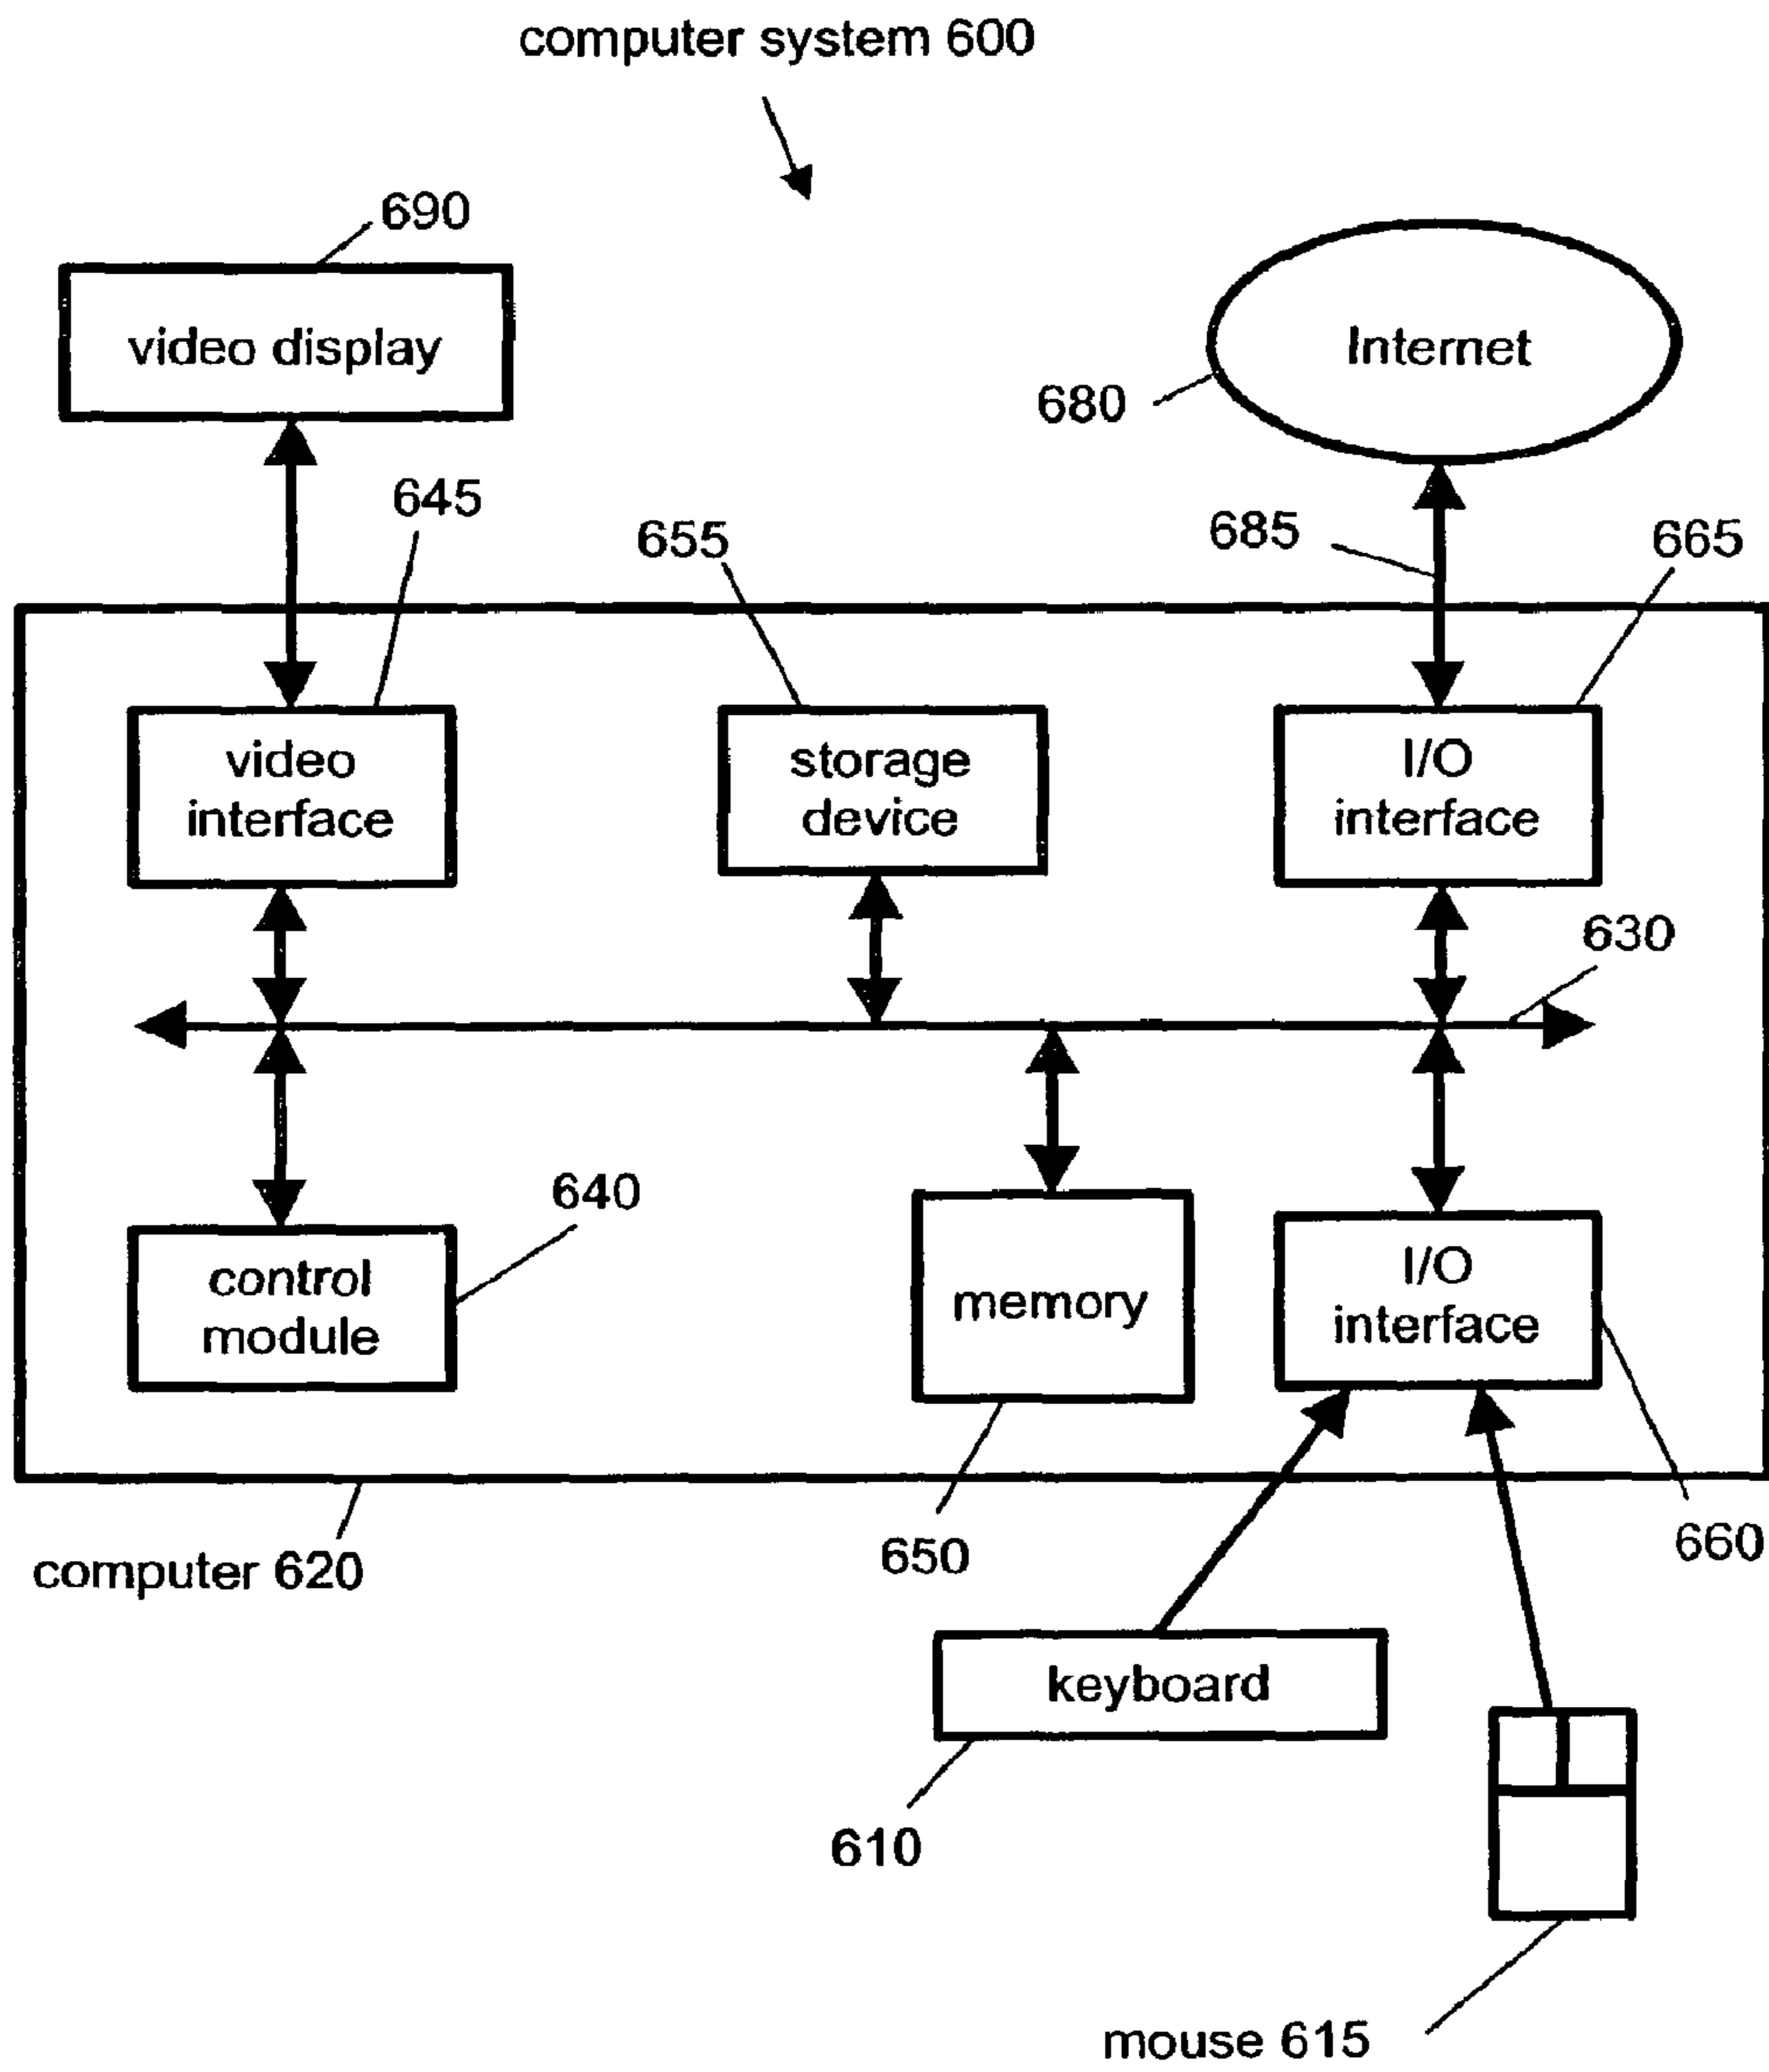 computer system 600
690
video display
Internet
680
645
655
685
665
video
interface
storage
device
I/O
interface
630
640
control
module
memory
I/O
interface
computer 620
650
660
keyboard
610
mouse 615